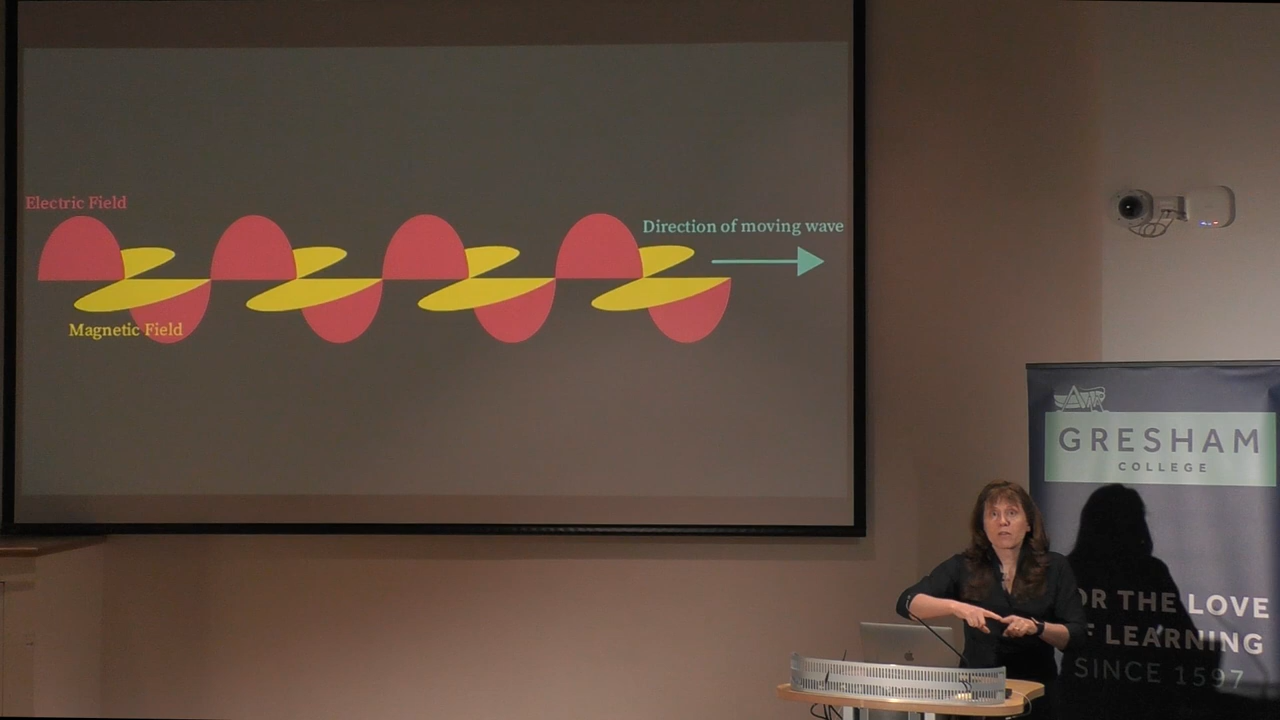 Electric Field
Direction of moving wave
Magnetic Field
GRESHAM
COLLEGE
OR THE LOVE
F LEARNING
SINCE 1597